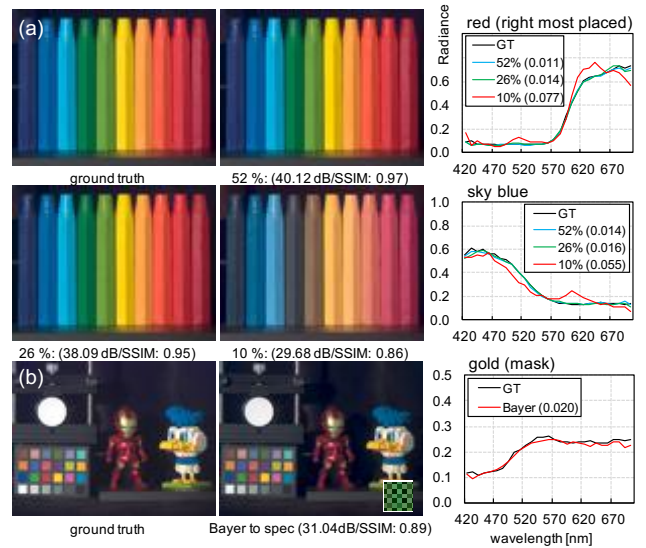 (a)
ground truth
52 %: (40.12 dB/SSIM: 0.97)
26 %: (38.09 dB/SSIM: 0.95)
10 %: (29.68 dB/SSIM: 0.86)
red (right most placed)
Radiance
0.6
0.4
0.2
0.0
GT
52% (0.011)
26% (0.014)
10% (0.077)
420 470 520 570 620 670
sky blue
1.0
0.8
0.6
0.4
0.2
0.0
GT
52% (0.014)
26% (0.016)
10% (0.055)
420 470 520 570 620 670
(b)
ground truth
Bayer to spec (31.04dB/SSIM: 0.89)
gold (mask)
0.5
0.4
0.3
0.2
0.1
0.0
GT
Bayer (0.020)
420 470 520 570 620 670
wavelength [nm]